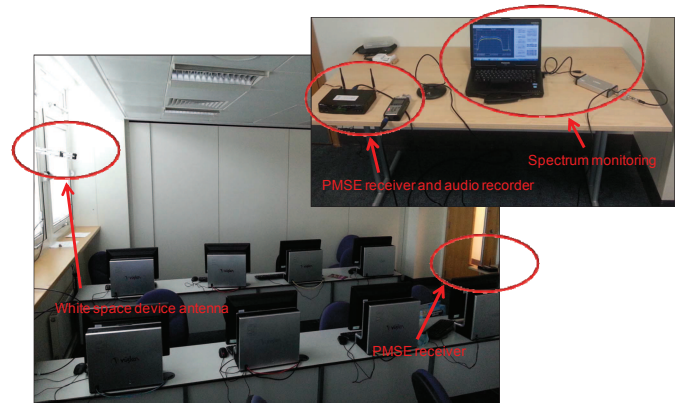 Spectrum monitoring
PMSE receiver and audio recorder
White space device antenna
PMSE receiver